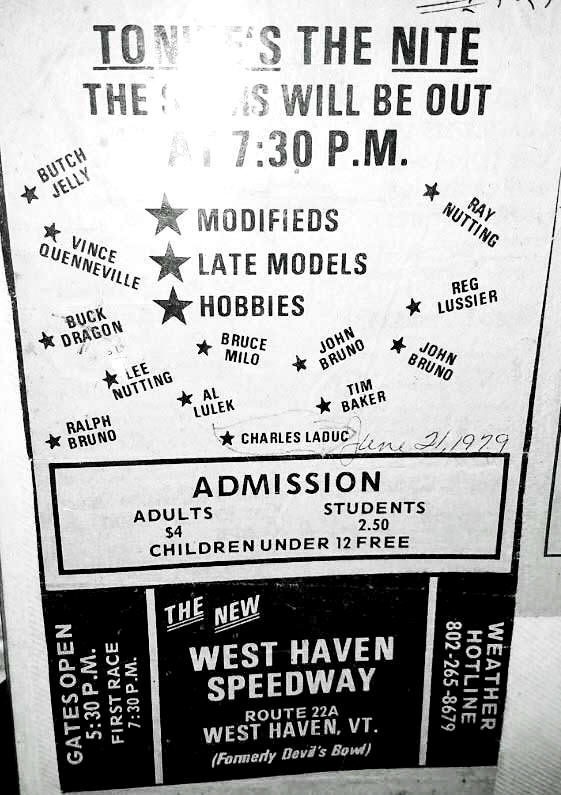 THE NITE
THE WILL BE OUT
7:30 P.M.
BUTCH
JELLY
RAY
NUTTING
MODIFIEDS
VINCE
QUENNEVILLE
LATE MODELS
HOBBIES
REG
LUSSIER
BUCK
DRAGON
BRUCE
MILO
JOHN
BRUNO
JOHN
BRUNO
LEE
NUTTING
AL
LULEK
TIM
BAKER
RALPH
BRUNO
CHARLES LADUC
June 21, 1979
ADMISSION
ADULTS
$4
STUDENTS
2.50
CHILDREN UNDER 12 FREE
GATES OPEN
5:30 P.M.
FIRST RACE
7:30 P.M.
THE NEW
WEST HAVEN
SPEEDWAY
ROUTE 22A
WEST HAVEN, VT.
(Formerly Devil's Bowl)
WEATHER
HOTLINE
802-265-8679